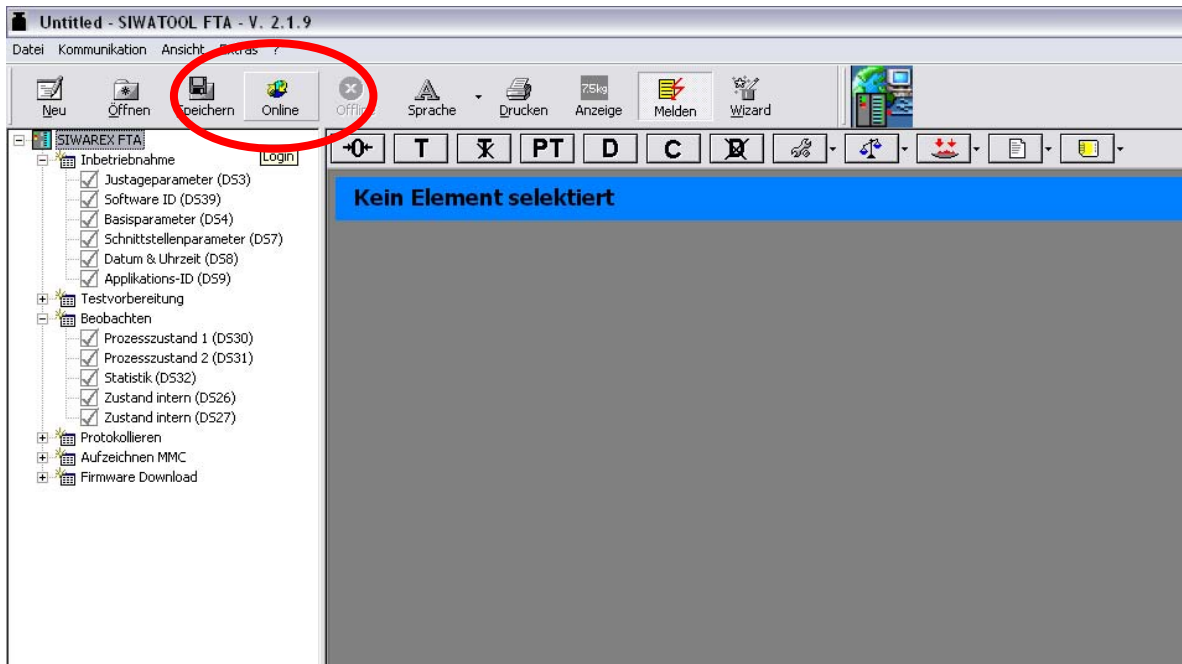 Untitled - SIWATOOL FTA - V. 2.1.9
Datei Kommunikation Ansicht Extras ?
Neu Öffnen Speichern Online Offline Sprache Drucken Anzeige Melden Wizard
7.5kg
SIWAREX FTA
Login
Inbetriebnahme
Justageparameter (DS3)
Software ID (DS39)
Basisparameter (DS4)
Schnittstellenparameter (DS7)
Datum & Uhrzeit (DS8)
Applikations-ID (DS9)
Testvorbereitung
Beobachten
Prozesszustand 1 (DS30)
Prozesszustand 2 (DS31)
Statistik (DS32)
Zustand intern (DS26)
Zustand intern (DS27)
Protokollieren
Aufzeichnen MMC
Firmware Download
→0← T T PT D C D
Kein Element selektiert